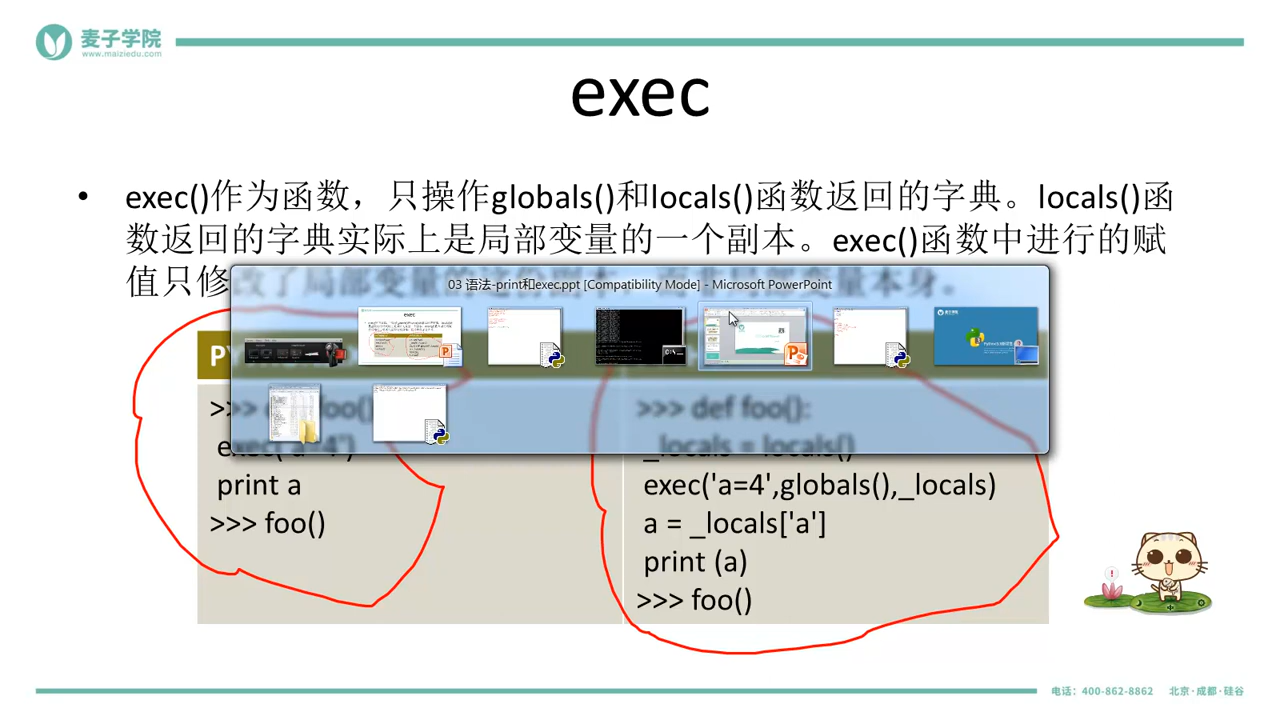 麦子学院
www.maiziedu.com
exec
• exec()作为函数，只操作globals()和locals()函数返回的字典。locals()函
数返回的字典实际上是局部变量的一个副本。exec()函数中进行的赋
值只修改了局部变量的这份副本，而非局部变量本身。
03 语法-print和exec.ppt [Compatibility Mode] - Microsoft PowerPoint
>>> def foo():
exec('a=4')
print a
>>> foo()
>>> def foo():
_locals = locals()
exec('a=4',globals(),_locals)
a = _locals['a']
print (a)
>>> foo()
电话：400-862-8862 北京·成都·硅谷